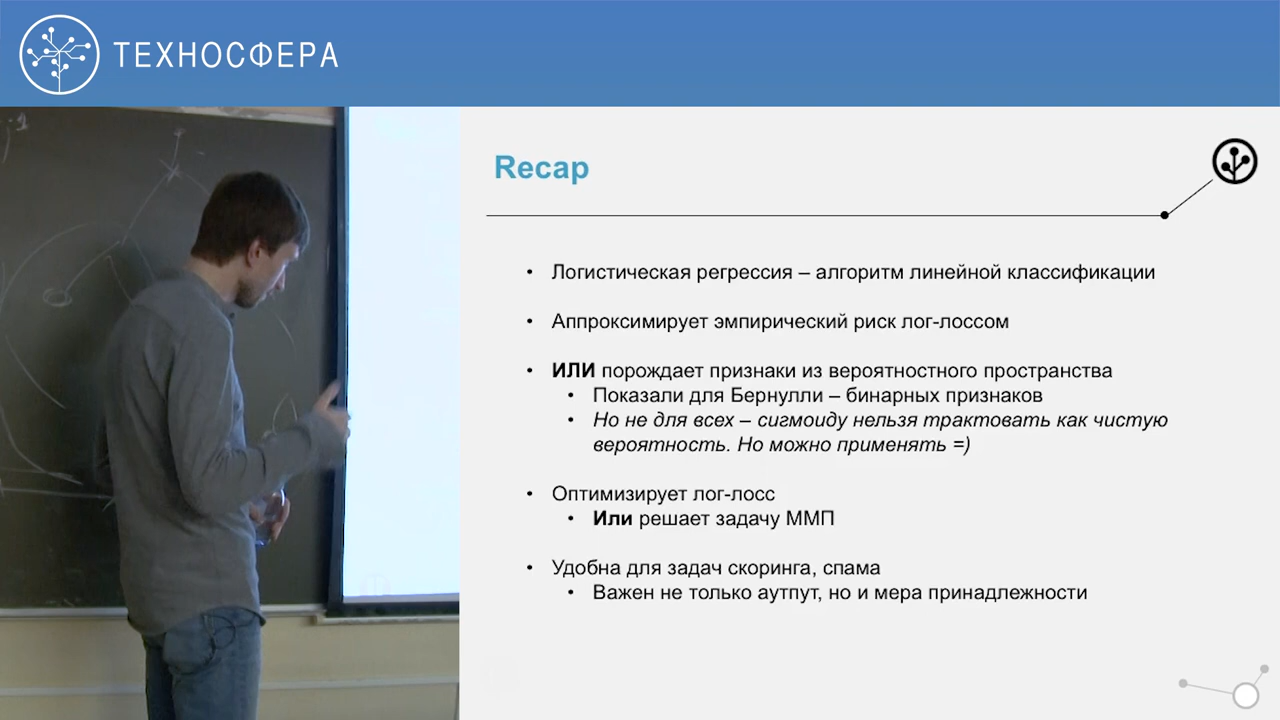 ТЕХНОСФЕРА
Recap
• Логистическая регрессия – алгоритм линейной классификации
• Аппроксимирует эмпирический риск лог-лоссом
• ИЛИ порождает признаки из вероятностного пространства
• Показали для Бернулли – бинарных признаков
• Но не для всех – сигмоиду нельзя трактовать как чистую
вероятность. Но можно применять =)
• Оптимизирует лог-лосс
• Или решает задачу ММП
• Удобна для задач скоринга, спама
• Важен не только аутпут, но и мера принадлежности